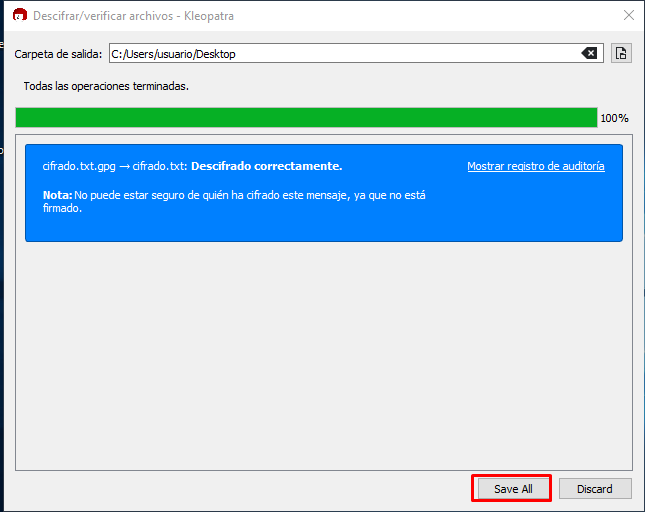 Descifrar/verificar archivos - Kleopatra
Carpeta de salida: C:/Users/usuario/Desktop
Todas las operaciones terminadas.
100%
cifrado.txt.gpg → cifrado.txt: Descifrado correctamente. Mostrar registro de auditoría
Nota: No puede estar seguro de quién ha cifrado este mensaje, ya que no está
firmado.
Save All Discard